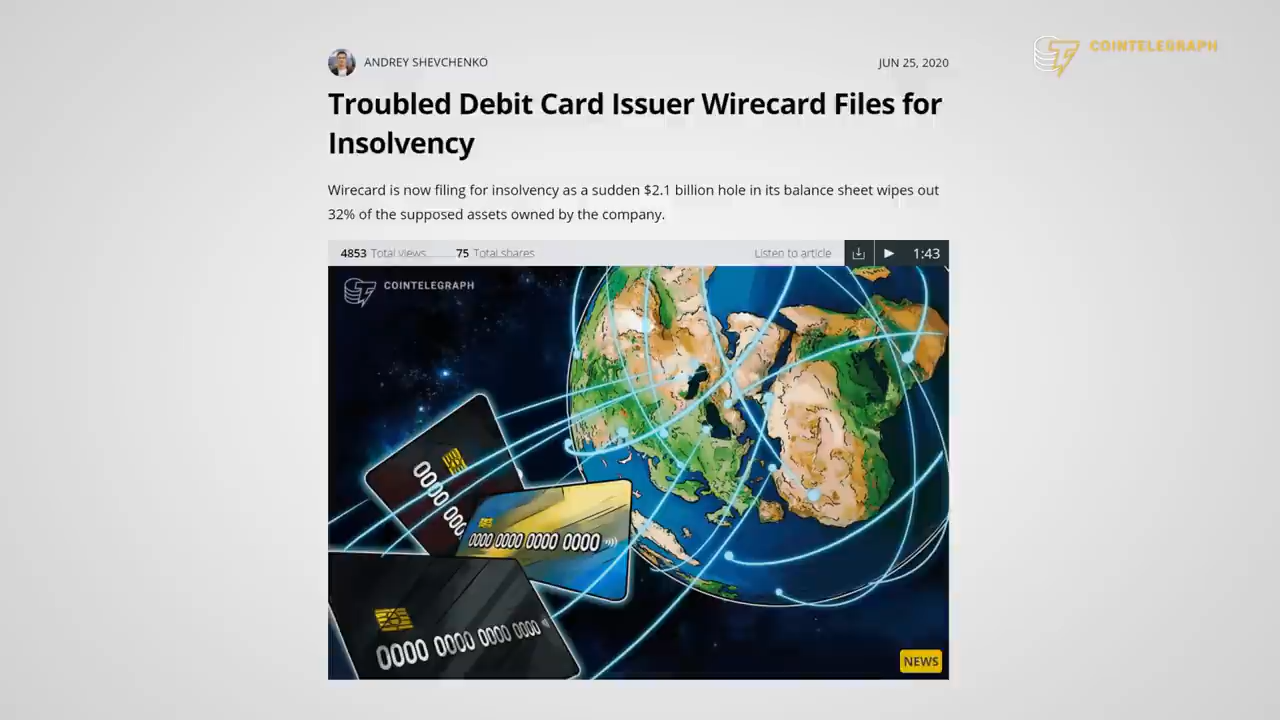 COINTELEGRAPH
ANDREY SHEVCHENKO JUN 25, 2020
Troubled Debit Card Issuer Wirecard Files for
Insolvency
Wirecard is now filing for insolvency as a sudden $2.1 billion hole in its balance sheet wipes out
32% of the supposed assets owned by the company.
4853 Total views 75 Total shares Listen to article 1:43
COINTELEGRAPH
0000 000
0000 0000 0000 0000
0000 0000 0000 0000
NEWS